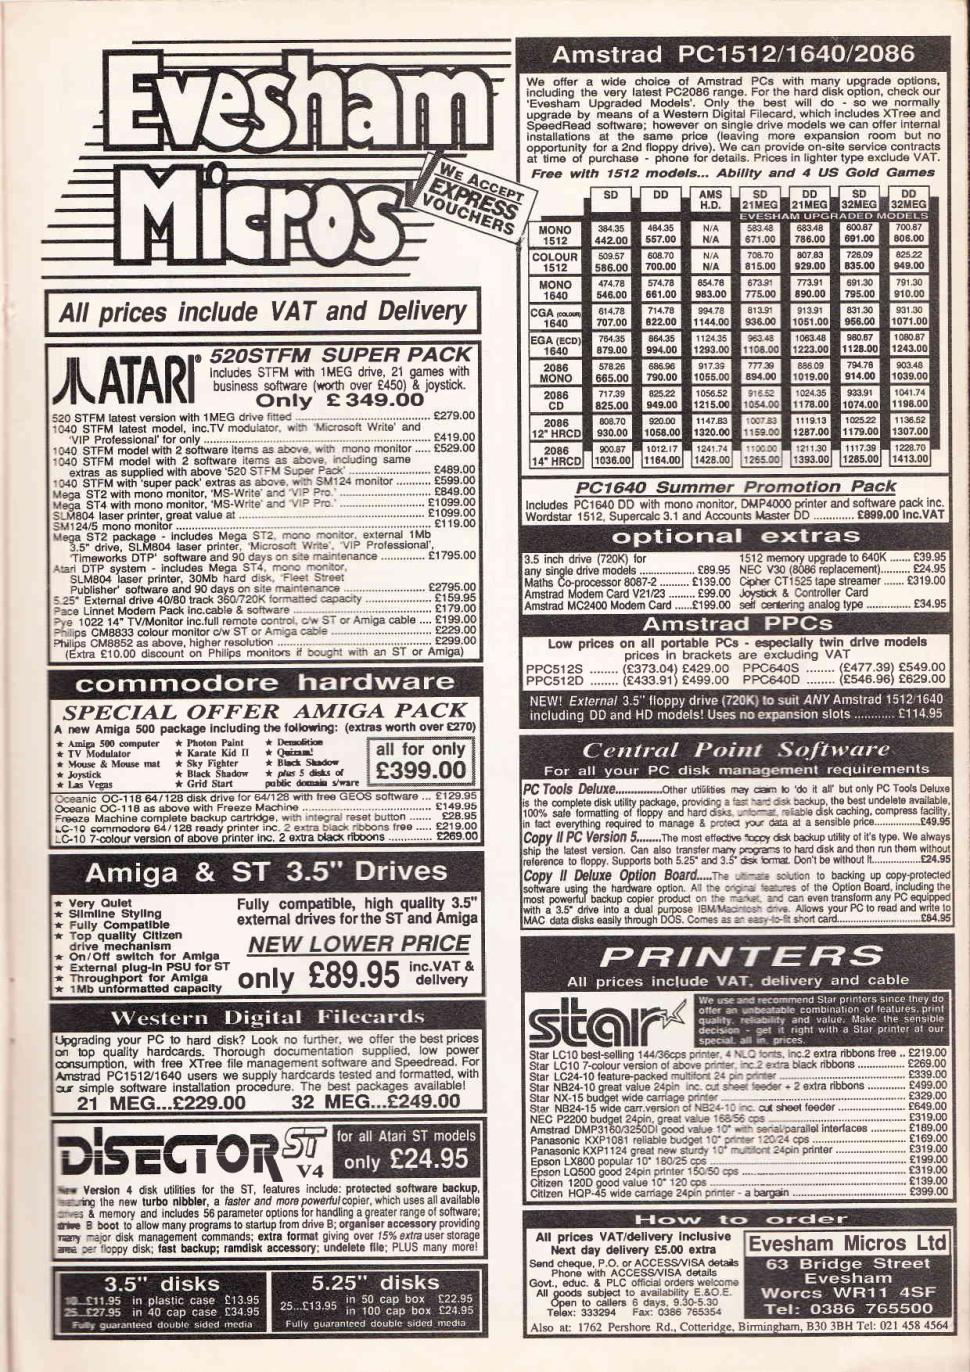 Evesham
Micros
WE ACCEPT
EXPRESS
VOUCHERS
All prices include VAT and Delivery
ATARI®
520STFM SUPER PACK
Includes STFM with 1MEG drive, 21 games with
business software (worth over £450) & joystick.
Only £349.00
520 STFM latest version with 1MEG drive fitted .......... £279.00
1040 STFM latest model, inc.TV modulator, with 'Microsoft Write' and
'VIP Professional' for only .......... £419.00
1040 STFM model with 2 software items as above, with mono monitor ..... £529.00
1040 STFM model with 2 software items as above, including same
extras as supplied with above '520 STFM Super Pack' .......... £489.00
1040 STFM with 'super pack' extras as above, with SM124 monitor .......... £599.00
Mega ST2 with mono monitor, 'MS-Write' and 'VIP Pro.' .......... £849.00
Mega ST4 with mono monitor, 'MS-Write' and 'VIP Pro.' .......... £1099.00
SLM804 laser printer, great value at .......... £1099.00
SM124/5 mono monitor .......... £119.00
Mega ST2 package - includes Mega ST2, mono monitor, external 1Mb
3.5" drive, SLM804 laser printer, 'Microsoft Write', 'VIP Professional',
'Timeworks DTP' software and 90 days on site maintenance .......... £1795.00
Atari DTP system - includes Mega ST4, mono monitor,
SLM804 laser printer, 30Mb hard disk, 'Fleet Street
Publisher' software and 90 days on site maintenance .......... £2795.00
5.25" External drive 40/80 track 360/720K formatted capacity .......... £159.95
Pace Linnet Modem Pack inc.cable & software .......... £179.00
Pye 1022 14" TV/Monitor inc.full remote control, c/w ST or Amiga cable .... £199.00
Philips CM8833 colour monitor c/w ST or Amiga cable .......... £229.00
Philips CM8852 as above, higher resolution .......... £299.00
(Extra £10.00 discount on Philips monitors if bought with an ST or Amiga)
commodore hardware
SPECIAL OFFER AMIGA PACK
A new Amiga 500 package including the following: (extras worth over £270)
★ Amiga 500 computer ★ Photon Paint ★ Demolition
★ TV Modulator ★ Karate Kid II ★ Quizam!
★ Mouse & Mouse mat ★ Sky Fighter ★ Black Shadow
★ Joystick ★ Black Shadow ★ plus 5 disks of
★ Las Vegas ★ Grid Start public domain s/ware
all for only
£399.00
Oceanic OC-118 64/128 disk drive for 64/128 with free GEOS software ... £129.95
Oceanic OC-118 as above with Freeze Machine .......... £149.95
Freeze Machine complete backup cartridge, with integral reset button ...... £28.95
LC-10 commodore 64/128 ready printer inc. 2 extra black ribbons free .... £219.00
LC-10 7-colour version of above printer inc. 2 extra black ribbons .......... £269.00
Amiga & ST 3.5" Drives
★ Very Quiet
★ Slimline Styling
★ Fully Compatible
★ Top quality Citizen
drive mechanism
★ On/Off switch for Amiga
★ External plug-in PSU for ST
★ Throughport for Amiga
★ 1Mb unformatted capacity
Fully compatible, high quality 3.5"
external drives for the ST and Amiga
NEW LOWER PRICE
only £89.95 inc.VAT &
delivery
Western Digital Filecards
Upgrading your PC to hard disk? Look no further, we offer the best prices
on top quality hardcards. Thorough documentation supplied, low power
consumption, with free XTree file management software and Speedread. For
Amstrad PC1512/1640 users we supply hardcards tested and formatted, with
our simple software installation procedure. The best packages available!
21 MEG...£229.00 32 MEG...£249.00
DISECTOR ST
V4
for all Atari ST models
only £24.95
New Version 4 disk utilities for the ST, features include: protected software backup,
featuring the new turbo nibbler, a faster and more powerful copier, which uses all available
drives & memory and includes 56 parameter options for handling a greater range of software;
drive B boot to allow many programs to startup from drive B; organiser accessory providing
many major disk management commands; extra format giving over 15% extra user storage
area per floppy disk; fast backup; ramdisk accessory; undelete file; PLUS many more!
3.5" disks
10...£11.95 in plastic case £13.95
25...£27.95 in 40 cap case £34.95
Fully guaranteed double sided media
5.25" disks
25...£13.95 in 50 cap box £22.95
in 100 cap box £24.95
Fully guaranteed double sided media
Amstrad PC1512/1640/2086
We offer a wide choice of Amstrad PCs with many upgrade options,
including the very latest PC2086 range. For the hard disk option, check our
'Evesham Upgraded Models'. Only the best will do - so we normally
upgrade by means of a Western Digital Filecard, which includes XTree and
SpeedRead software; however on single drive models we can offer internal
installations at the same price (leaving more expansion room but no
opportunity for a 2nd floppy drive). We can provide on-site service contracts
at time of purchase - phone for details. Prices in lighter type exclude VAT.
Free with 1512 models... Ability and 4 US Gold Games
SD DD AMS SD DD SD DD
H.D. 21MEG 21MEG 32MEG 32MEG
EVESHAM UPGRADED MODELS
MONO 384.35 484.35 N/A 583.48 683.48 600.87 700.87
1512 442.00 557.00 N/A 671.00 786.00 691.00 806.00
COLOUR 509.57 608.70 N/A 708.70 807.83 726.09 825.22
1512 586.00 700.00 N/A 815.00 929.00 835.00 949.00
MONO 474.78 574.78 854.78 673.91 773.91 691.30 791.30
1640 546.00 661.00 983.00 775.00 890.00 795.00 910.00
CGA (COLOUR) 614.78 714.78 994.78 813.91 913.91 831.30 931.30
1640 707.00 822.00 1144.00 936.00 1051.00 956.00 1071.00
EGA (ECD) 764.35 864.35 1124.35 963.48 1063.48 980.87 1080.87
1640 879.00 994.00 1293.00 1108.00 1223.00 1128.00 1243.00
2086 578.26 686.96 917.39 777.39 886.09 794.78 903.48
MONO 665.00 790.00 1055.00 894.00 1019.00 914.00 1039.00
2086 717.39 825.22 1056.52 916.52 1024.35 933.91 1041.74
CD 825.00 949.00 1215.00 1054.00 1178.00 1074.00 1198.00
2086 808.70 920.00 1147.83 1007.83 1119.13 1025.22 1136.52
12" HRCD 930.00 1058.00 1320.00 1159.00 1287.00 1179.00 1307.00
2086 900.87 1012.17 1241.74 1100.00 1211.30 1117.39 1228.70
14" HRCD 1036.00 1164.00 1428.00 1265.00 1393.00 1285.00 1413.00
PC1640 Summer Promotion Pack
Includes PC1640 DD with mono monitor, DMP4000 printer and software pack inc.
Wordstar 1512, Supercalc 3.1 and Accounts Master DD .......... £899.00 inc.VAT
optional extras
3.5 inch drive (720K) for
any single drive models .......... £89.95
Maths Co-processor 8087-2 ........ £139.00
Amstrad Modem Card V21/23 ....... £99.00
Amstrad MC2400 Modem Card .....£199.00
1512 memory upgrade to 640K ...... £39.95
NEC V30 (8086 replacement).......... £24.95
Cipher CT1525 tape streamer ...... £319.00
Joystick & Controller Card
self centering analog type .......... £34.95
Amstrad PPCs
Low prices on all portable PCs - especially twin drive models
prices in brackets are excluding VAT
PPC512S ....... (£373.04) £429.00 PPC640S ....... (£477.39) £549.00
PPC512D ....... (£433.91) £499.00 PPC640D ....... (£546.96) £629.00
NEW! External 3.5" floppy drive (720K) to suit ANY Amstrad 1512/1640
including DD and HD models! Uses no expansion slots ........... £114.95
Central Point Software
For all your PC disk management requirements
PC Tools Deluxe..............Other utilities may claim to 'do it all' but only PC Tools Deluxe
is the complete disk utility package, providing a fast hard disk backup, the best undelete available,
100% safe formatting of floppy and hard disks, unformat, reliable disk caching, compress facility,
in fact everything required to manage & protect your data at a sensible price..........£49.95
Copy II PC Version 5.......The most effective floppy disk backup utility of it's type. We always
ship the latest version. Can also transfer many programs to hard disk and then run them without
reference to floppy. Supports both 5.25" and 3.5" disk format. Don't be without it..........£24.95
Copy II Deluxe Option Board.....The ultimate solution to backing up copy-protected
software using the hardware option. All the original features of the Option Board, including the
most powerful backup copier product on the market, and can even transform any PC equipped
with a 3.5" drive into a dual purpose IBM/Macintosh drive. Allows your PC to read and write to
MAC data disks easily through DOS. Comes as an easy-to-fit short card..........£84.95
PRINTERS
All prices include VAT, delivery and cable
star
We use and recommend Star printers since they do
offer an unbeatable combination of features, print
quality, reliability and value. Make the sensible
decision - get it right with a Star printer at our
special, all in, prices.
Star LC10 best-selling 144/36cps printer, 4 NLQ fonts, inc.2 extra ribbons free .. £219.00
Star LC10 7-colour version of above printer, inc.2 extra black ribbons .......... £269.00
Star LC24-10 feature-packed multifont 24 pin printer .......... £339.00
Star NB24-10 great value 24pin inc. cut sheet feeder + 2 extra ribbons .......... £499.00
Star NX-15 budget wide carriage printer .......... £329.00
Star NB24-15 wide carr.version of NB24-10 inc. cut sheet feeder .......... £649.00
NEC P2200 budget 24pin, great value 168/56 cps .......... £319.00
Amstrad DMP3160/3250DI good value 10" with serial/parallel interfaces .......... £189.00
Panasonic KXP1081 reliable budget 10" printer 120/24 cps .......... £169.00
Panasonic KXP1124 great new sturdy 10" multifont 24pin printer .......... £319.00
Epson LX800 popular 10" 180/25 cps .......... £199.00
Epson LQ500 good 24pin printer 150/50 cps .......... £319.00
Citizen 120D good value 10" 120 cps .......... £139.00
Citizen HQP-45 wide carriage 24pin printer - a bargain .......... £399.00
How to order
All prices VAT/delivery inclusive
Next day delivery £5.00 extra
Send cheque, P.O. or ACCESS/VISA details
Phone with ACCESS/VISA details
Govt., educ. & PLC official orders welcome
All goods subject to availability E.&O.E.
Open to callers 6 days, 9.30-5.30
Telex: 333294 Fax: 0386 765354
Evesham Micros Ltd
63 Bridge Street
Evesham
Worcs WR11 4SF
Tel: 0386 765500
Also at: 1762 Pershore Rd., Cotteridge, Birmingham, B30 3BH Tel: 021 458 4564